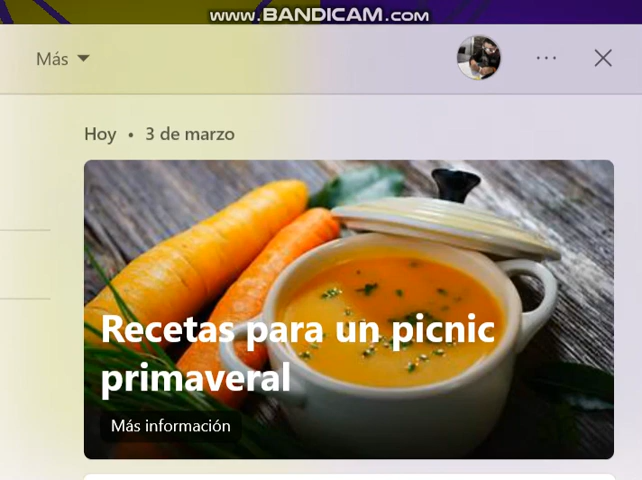 www.BANDICAM.com
Más
Hoy • 3 de marzo
Recetas para un picnic
primaveral
Más información